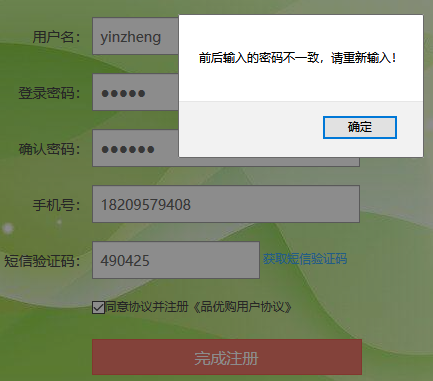 用户名： yinzheng
前后输入的密码不一致，请重新输入！
登录密码： ●●●●●
确定
确认密码： ●●●●●●
手机号： 18209579408
短信验证码： 490425 获取短信验证码
同意协议并注册《品优购用户协议》
完成注册